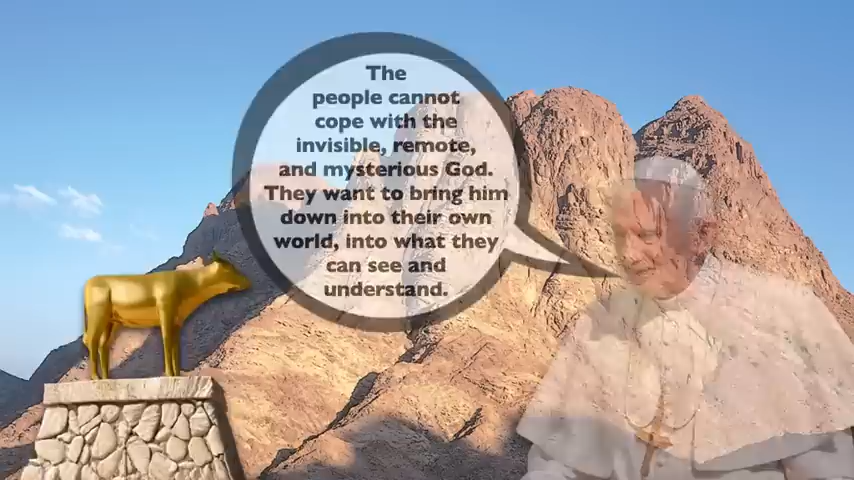 The
people cannot
cope with the
invisible, remote,
and mysterious God.
They want to bring him
down into their own
world, into what they
can see and
understand.